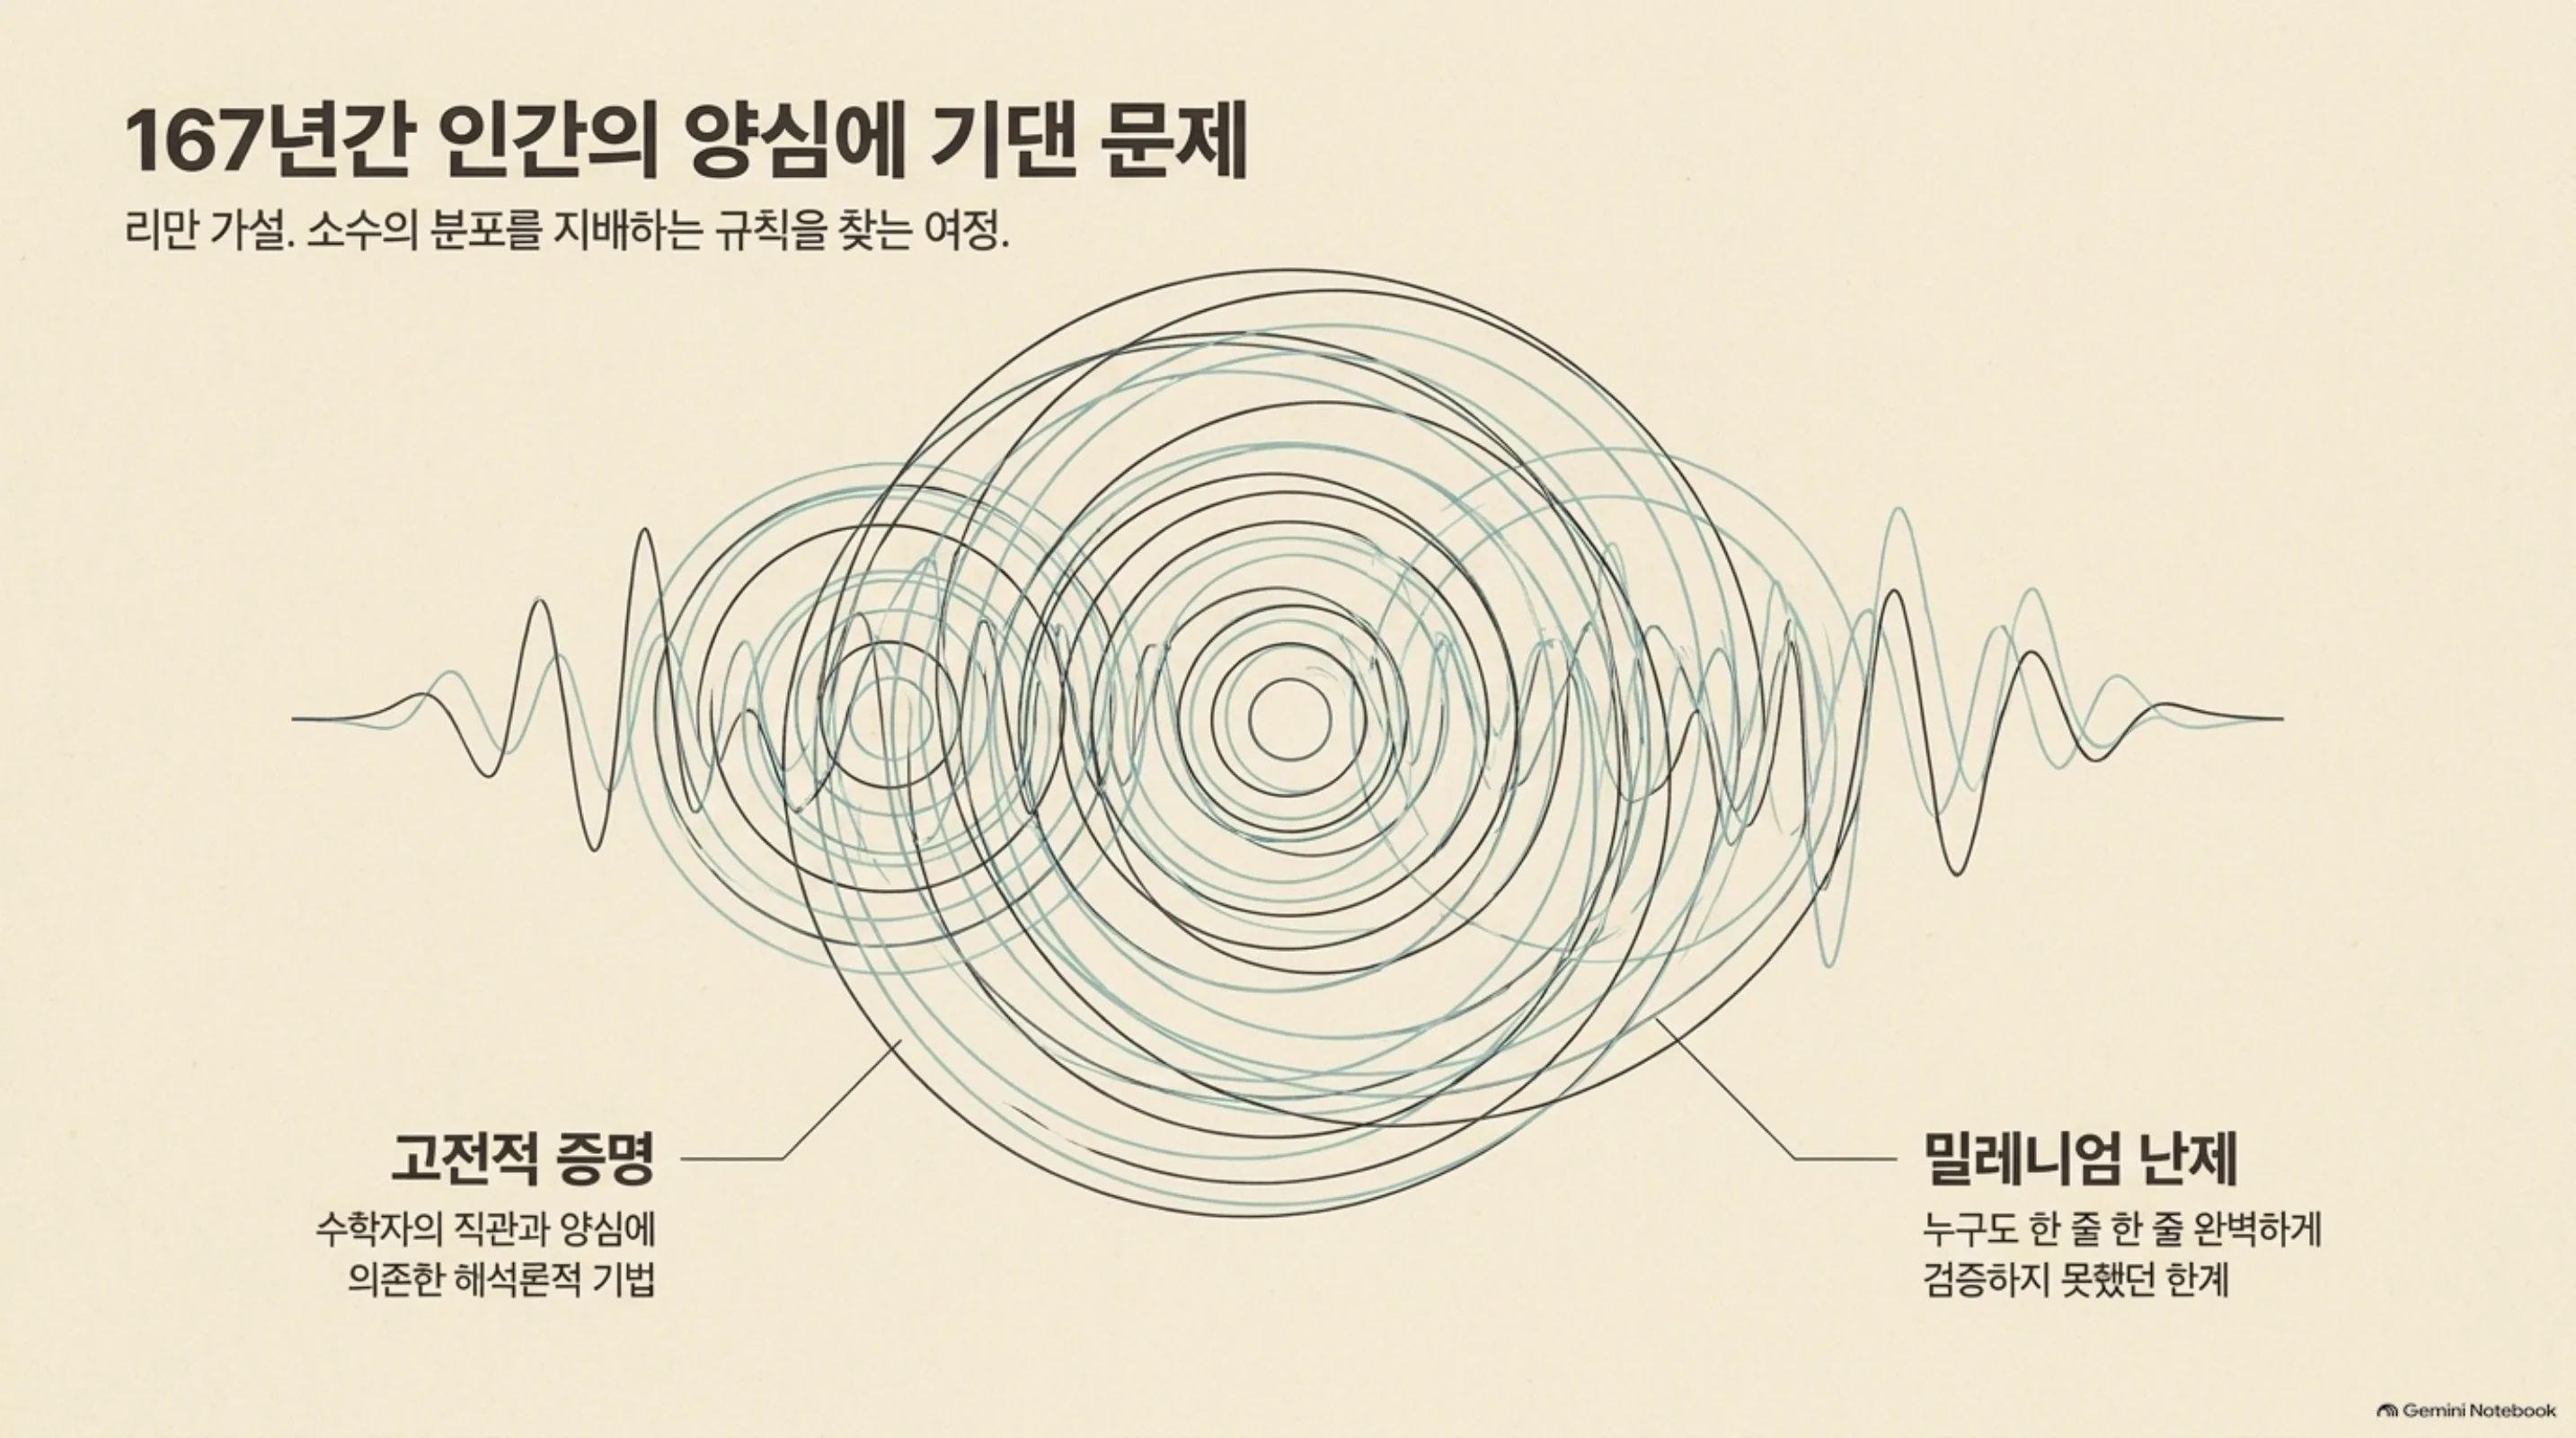 167년간 인간의 양심에 기댄 문제
리만 가설. 소수의 분포를 지배하는 규칙을 찾는 여정.
고전적 증명
수학자의 직관과 양심에
의존한 해석론적 기법
밀레니엄 난제
누구도 한 줄 한 줄 완벽하게
검증하지 못했던 한계
Gemini Notebook